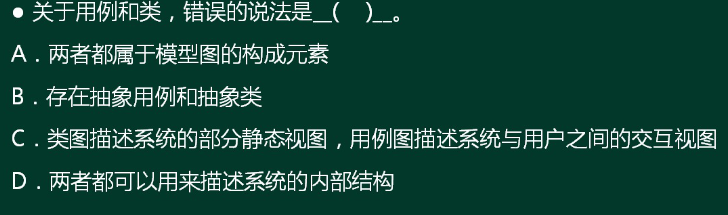 ● 关于用例和类，错误的说法是__(    )__。
A．两者都属于模型图的构成元素
B．存在抽象用例和抽象类
C．类图描述系统的部分静态视图，用例图描述系统与用户之间的交互视图
D．两者都可以用来描述系统的内部结构